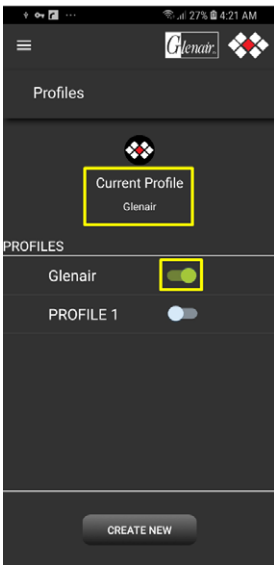 27% 4:21 AM
Glenair.
Profiles
Current Profile
Glenair
PROFILES
Glenair
PROFILE 1
CREATE NEW